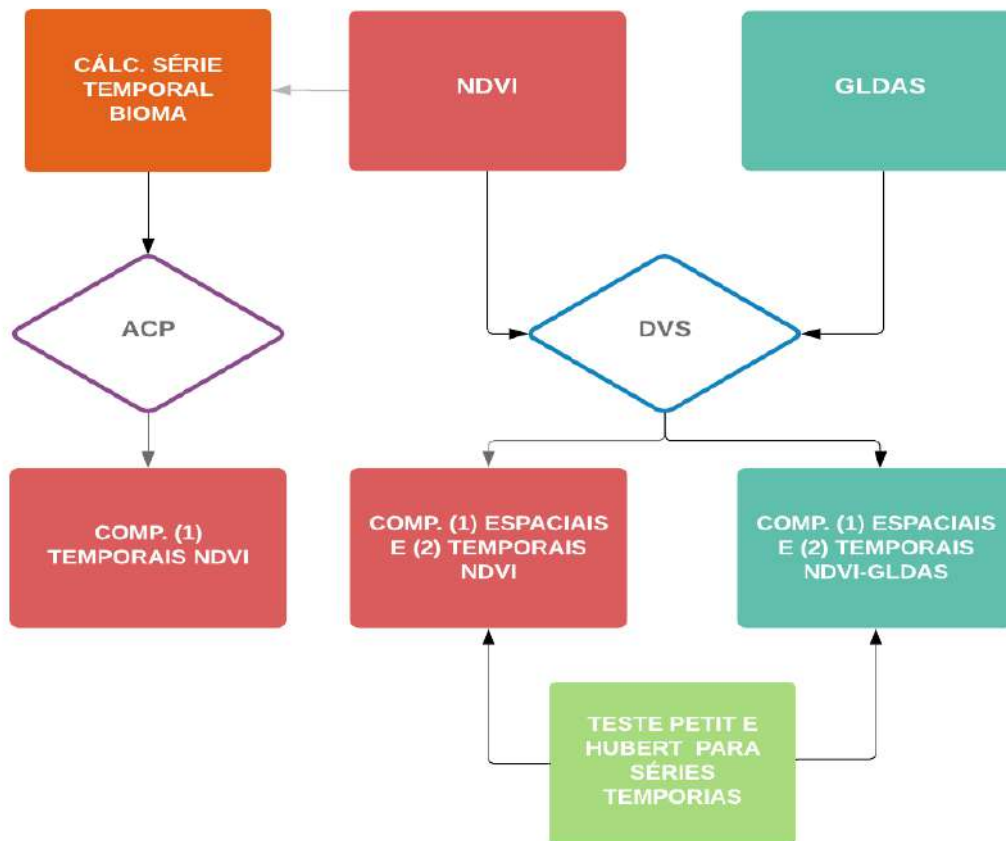 CÁLC. SÉRIE
TEMPORAL
BIOMA
NDVI
GLDAS
ACP
DVS
COMP. (1)
TEMPORAIS NDVI
COMP. (1) ESPACIAIS
E (2) TEMPORAIS
NDVI
COMP. (1) ESPACIAIS
E (2) TEMPORAIS
NDVI-GLDAS
TESTE PETIT E
HUBERT PARA
SÉRIES
TEMPORIAS